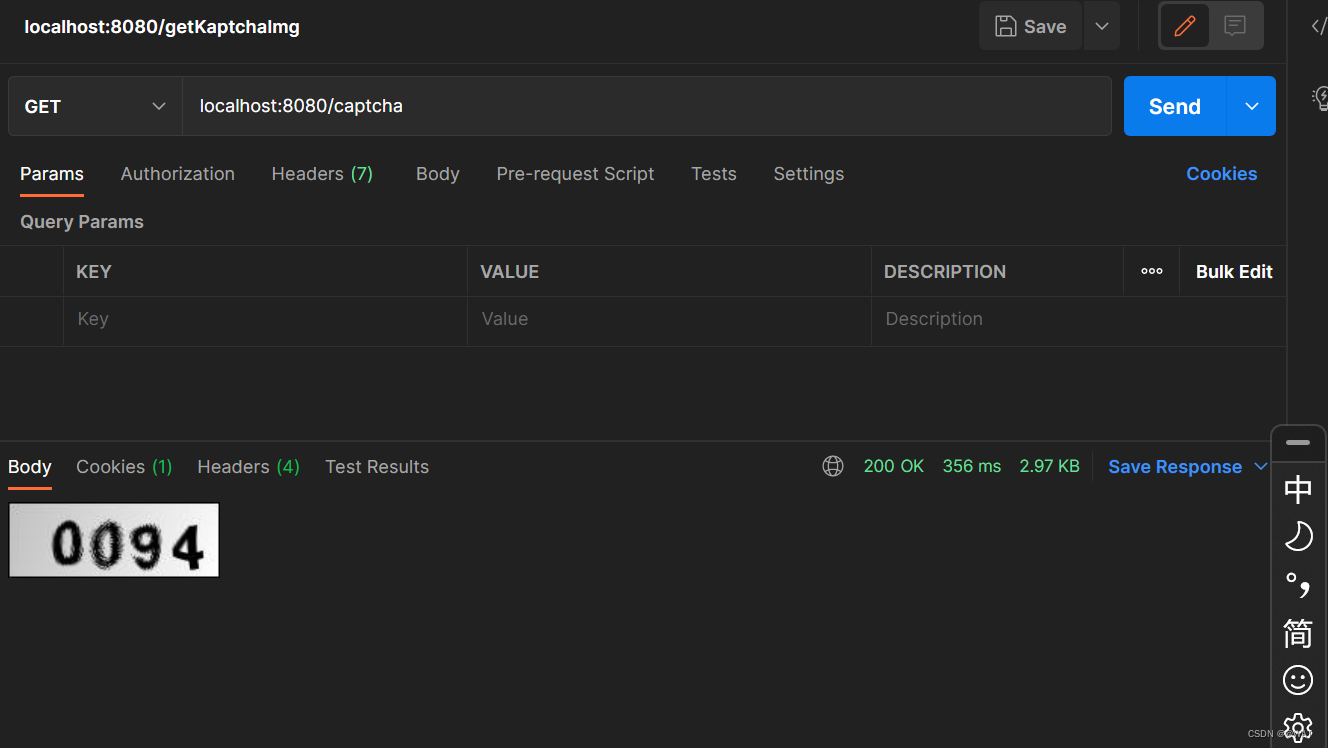 localhost:8080/getKaptchaImg
Save
GET
localhost:8080/captcha
Send
Params Authorization Headers (7) Body Pre-request Script Tests Settings Cookies
Query Params
KEY VALUE DESCRIPTION Bulk Edit
Key Value Description
Body Cookies (1) Headers (4) Test Results 200 OK 356 ms 2.97 KB Save Response
0094
中
简
CSDN